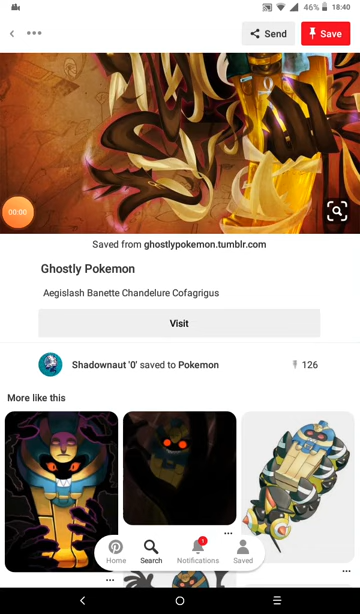 46% 18:40
Send Save
00:00
Saved from ghostlypokemon.tumblr.com
Ghostly Pokemon
Aegislash Banette Chandelure Cofagrigus
Visit
Shadownaut '0' saved to Pokemon 126
More like this
1
Home Search Notifications Saved